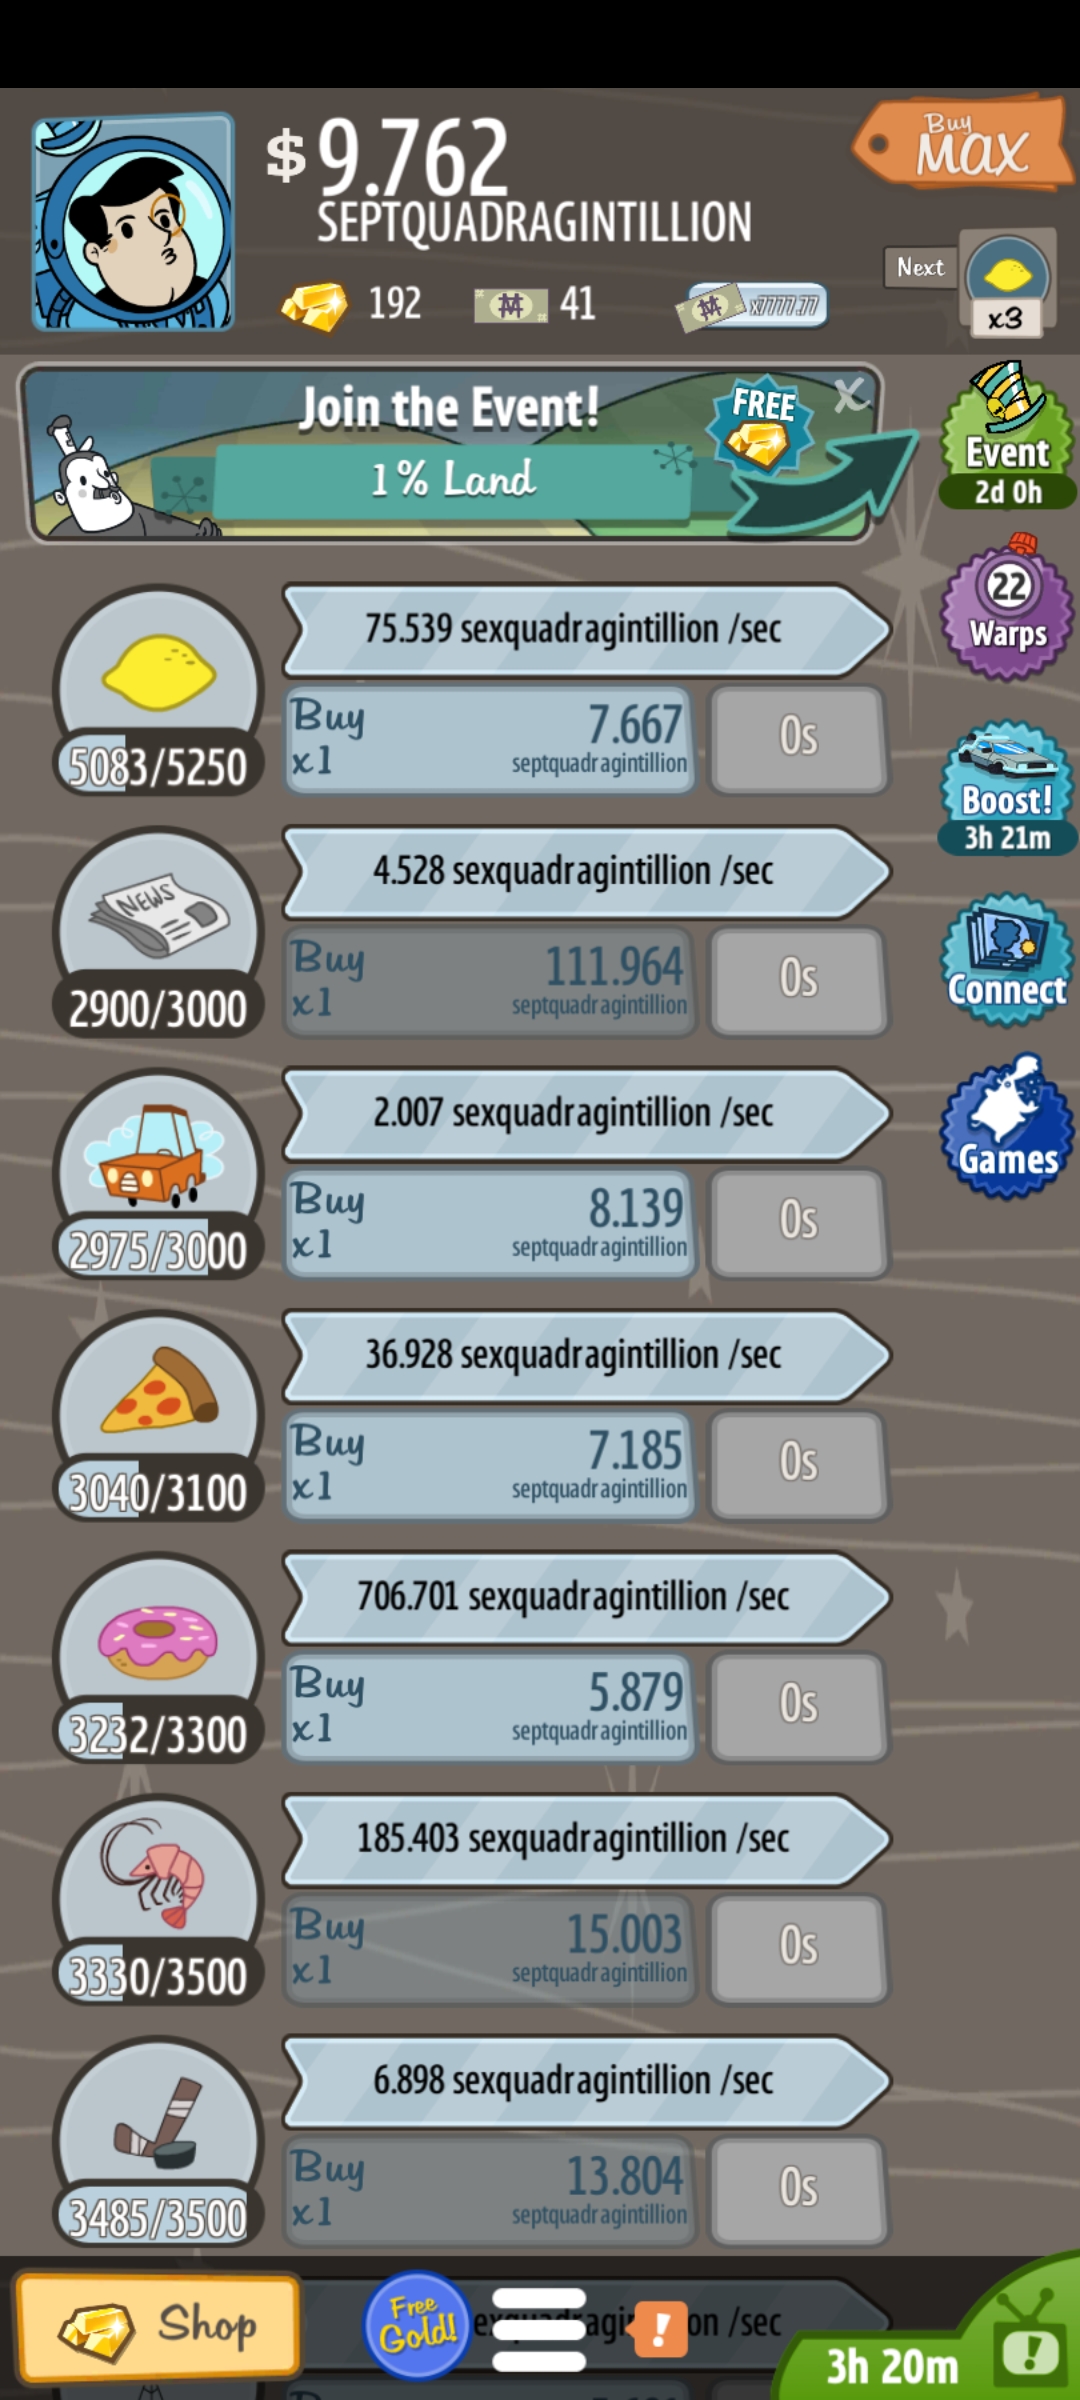 $ 9.762
SEPTQUADRAGINTILLION
Buy
MAX
192
41
x7777.77
Next
x3
Join the Event!
FREE
X
1% Land
Event
2d 0h
22
Warps
75.539 sexquadragintillion /sec
5083/5250
Buy
x1
7.667
septquadragintillion
0s
Boost!
3h 21m
NEWS
4.528 sexquadragintillion /sec
2900/3000
Buy
x1
111.964
septquadragintillion
0s
Connect
2.007 sexquadragintillion /sec
2975/3000
Buy
x1
8.139
septquadragintillion
0s
Games
36.928 sexquadragintillion /sec
3040/3100
Buy
x1
7.185
septquadragintillion
0s
706.701 sexquadragintillion /sec
3232/3300
Buy
x1
5.879
septquadragintillion
0s
185.403 sexquadragintillion /sec
3330/3500
Buy
x1
15.003
septquadragintillion
0s
6.898 sexquadragintillion /sec
3485/3500
Buy
x1
13.804
septquadragintillion
0s
Shop
Free
Gold!
!
/sec
3h 20m
!